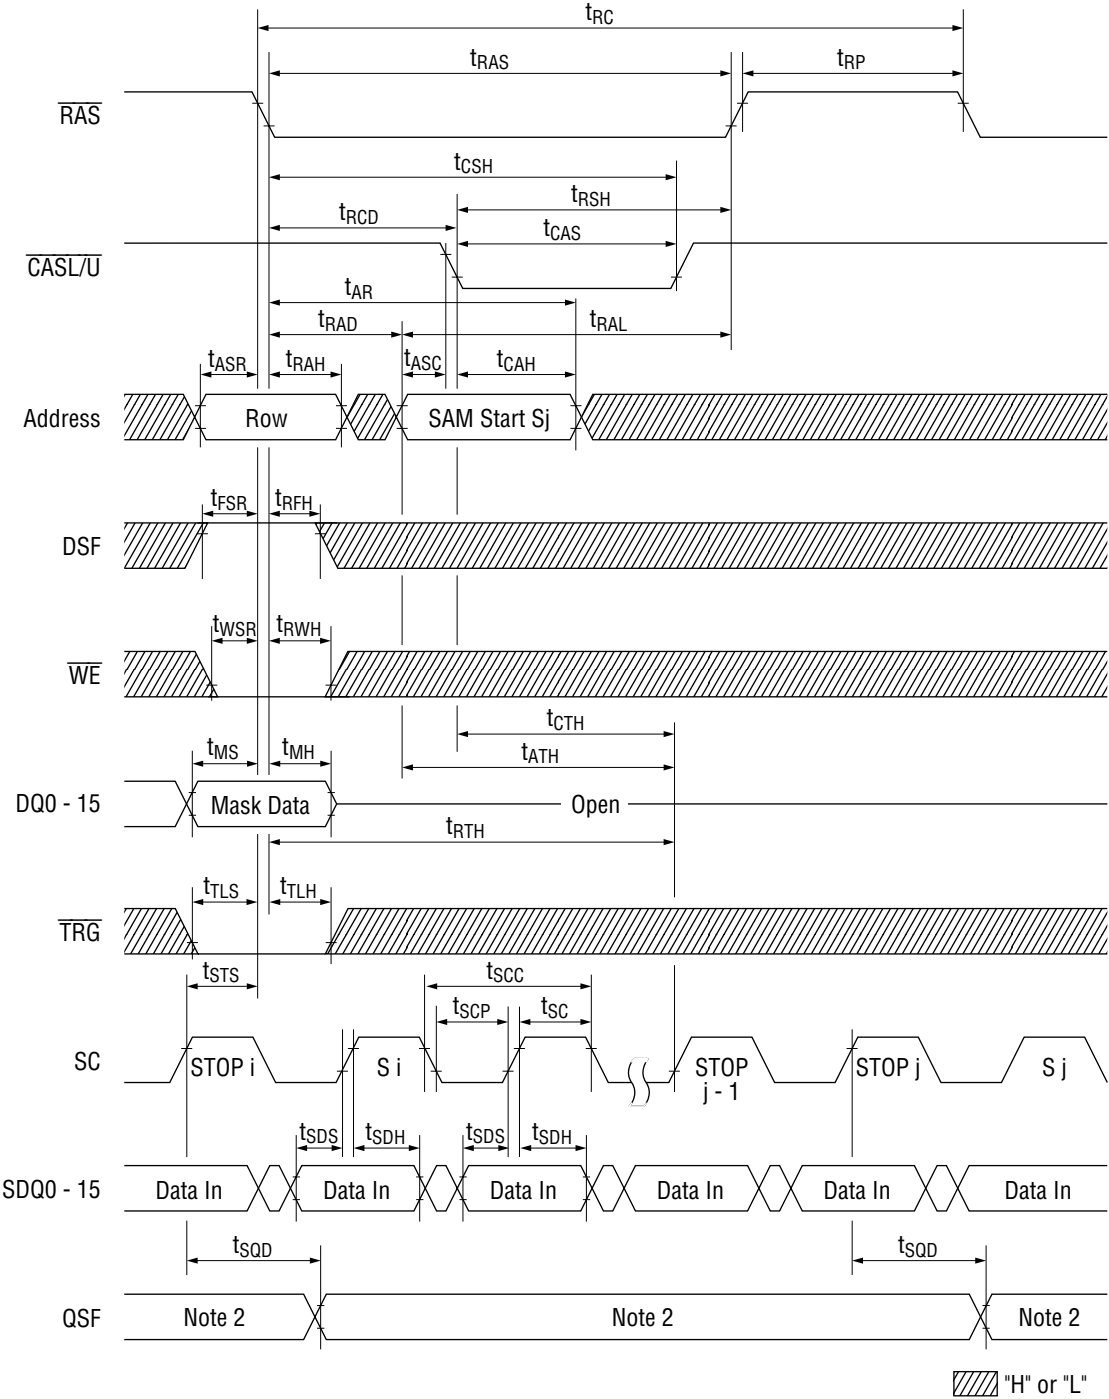 tRC
tRAS
tRP
RAS
tCSH
tRSH
tRCD
tCAS
CASL/U
tAR
tRAD
tRAL
tASR
tRAH
tASC
tCAH
Address
Row
SAM Start Sj
tFSR
tRFH
DSF
tWSR
tRWH
WE
tCTH
tMS
tMH
tATH
DQ0 - 15
Mask Data
Open
tRTH
tTLS
tTLH
TRG
tSTS
tSCC
tSCP
tSC
SC
STOP i
S i
STOP
j - 1
STOP j
S j
tSDS
tSDH
tSDS
tSDH
SDQ0 - 15
Data In
Data In
Data In
Data In
Data In
Data In
tSQD
tSQD
QSF
Note 2
Note 2
Note 2
"H" or "L"